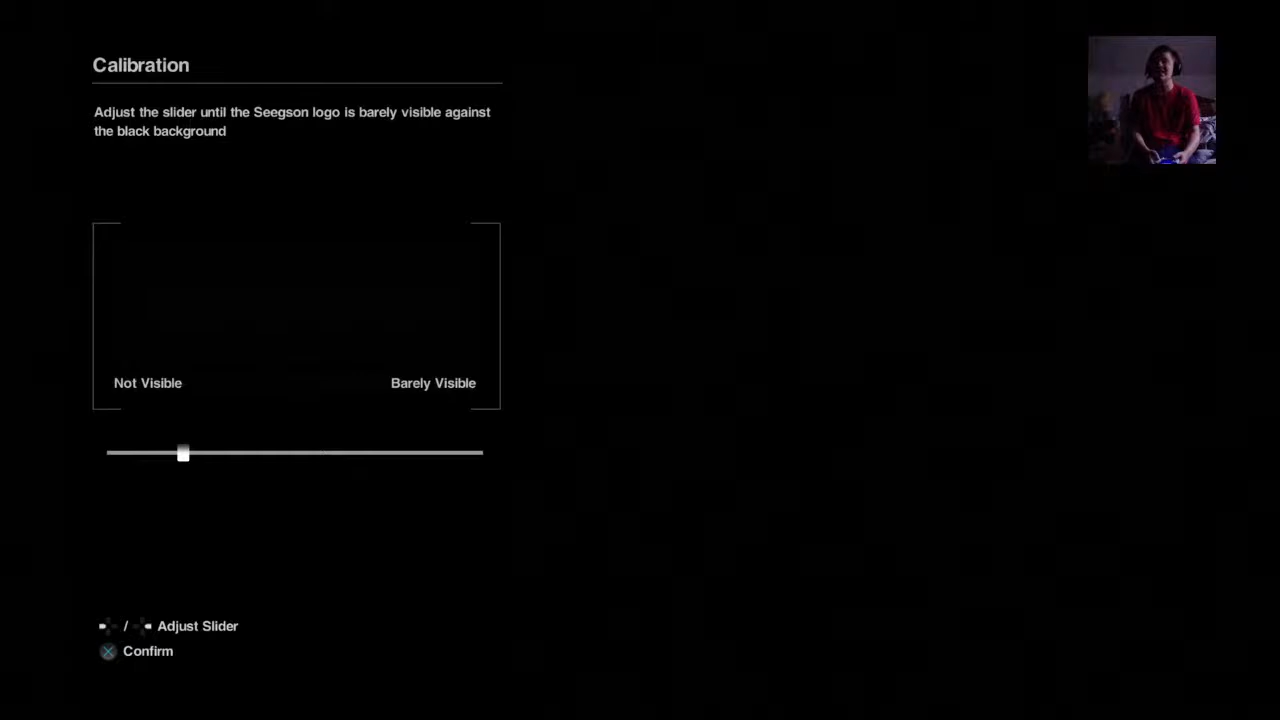 Calibration
Adjust the slider until the Seegson logo is barely visible against
the black background
Not Visible
Barely Visible
/ Adjust Slider
Confirm